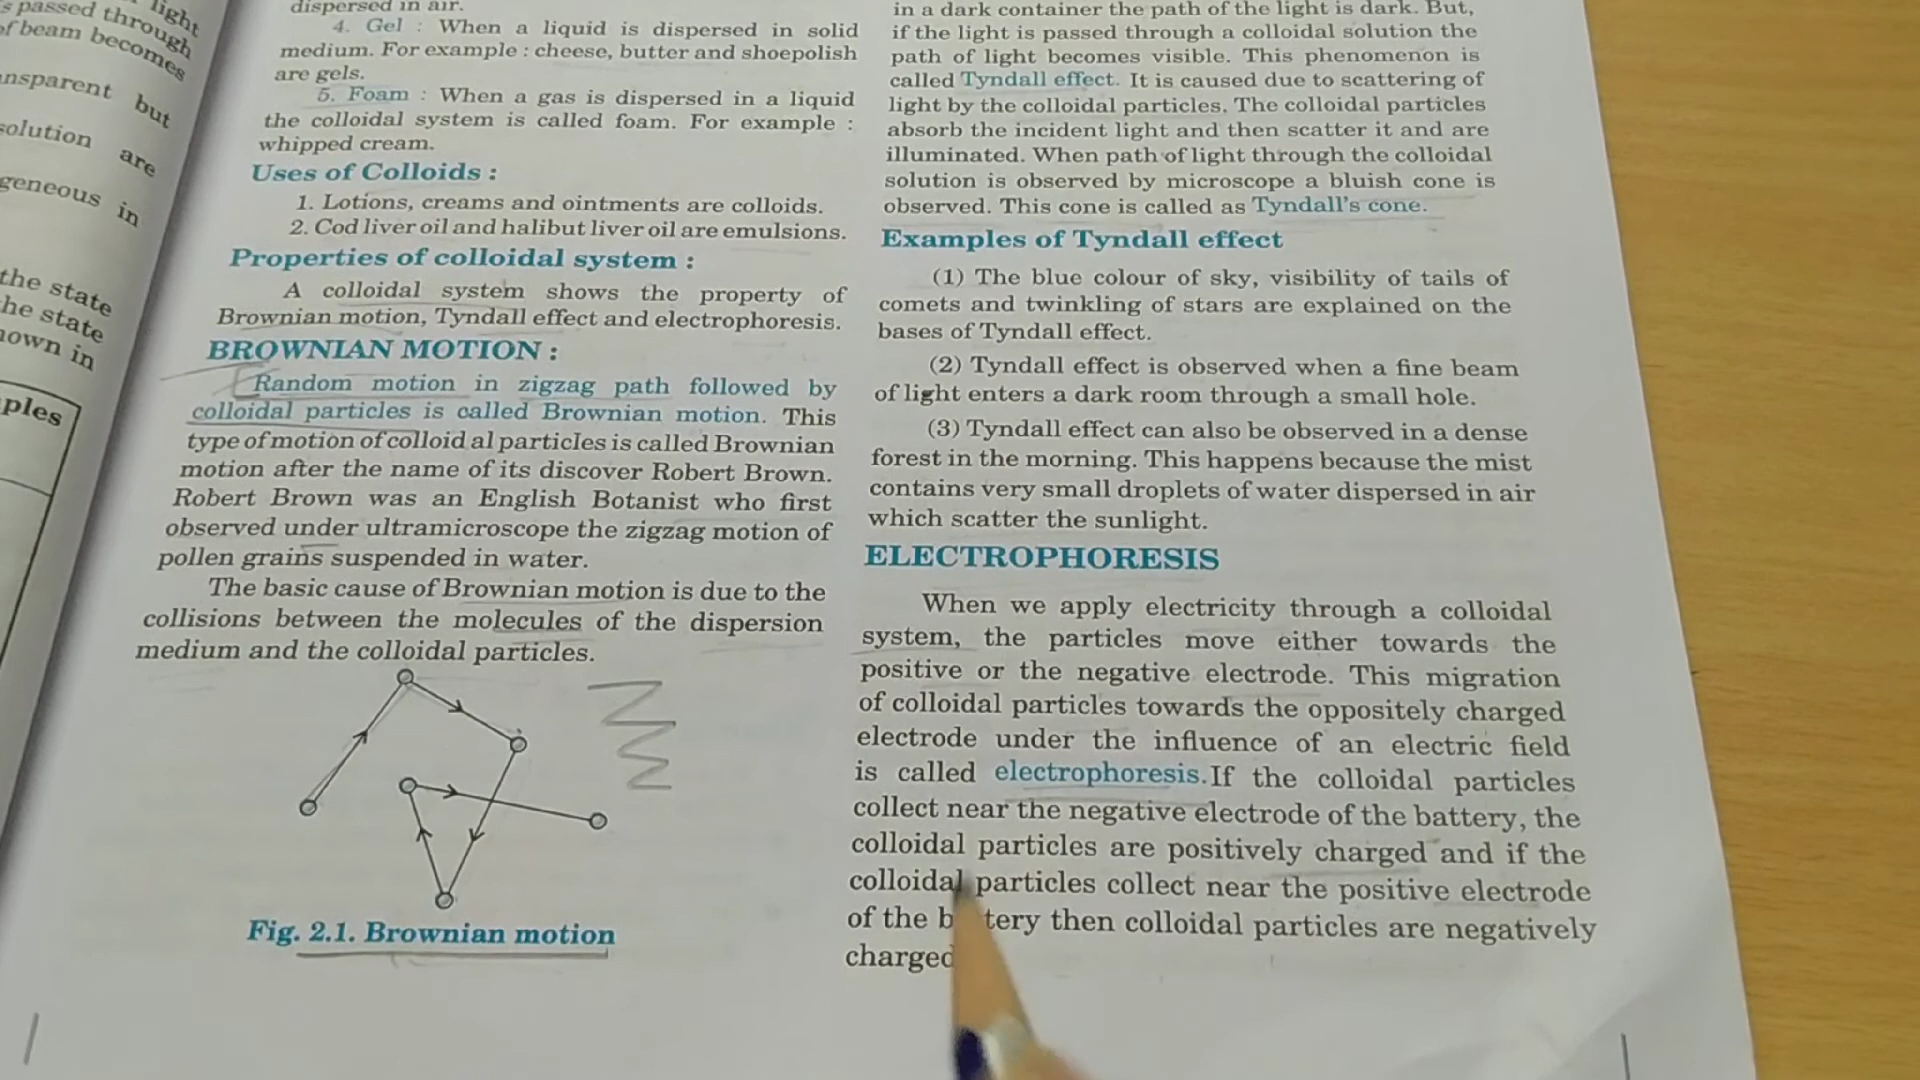 light
s passed through
of beam becomes
nsparent but
solution are
geneous in
the state
he state
nown in
ples
dispersed in air.
4. Gel : When a liquid is dispersed in solid
medium. For example : cheese, butter and shoepolish
are gels.
5. Foam : When a gas is dispersed in a liquid
the colloidal system is called foam. For example :
whipped cream.
Uses of Colloids :
1. Lotions, creams and ointments are colloids.
2. Cod liver oil and halibut liver oil are emulsions.
Properties of colloidal system :
A colloidal system shows the property of
Brownian motion, Tyndall effect and electrophoresis.
BROWNIAN MOTION :
Random motion in zigzag path followed by
colloidal particles is called Brownian motion. This
type of motion of colloid al particles is called Brownian
motion after the name of its discover Robert Brown.
Robert Brown was an English Botanist who first
observed under ultramicroscope the zigzag motion of
pollen grains suspended in water.
The basic cause of Brownian motion is due to the
collisions between the molecules of the dispersion
medium and the colloidal particles.
Fig. 2.1. Brownian motion
in a dark container the path of the light is dark. But,
if the light is passed through a colloidal solution the
path of light becomes visible. This phenomenon is
called Tyndall effect. It is caused due to scattering of
light by the colloidal particles. The colloidal particles
absorb the incident light and then scatter it and are
illuminated. When path of light through the colloidal
solution is observed by microscope a bluish cone is
observed. This cone is called as Tyndall's cone.
Examples of Tyndall effect
(1) The blue colour of sky, visibility of tails of
comets and twinkling of stars are explained on the
bases of Tyndall effect.
(2) Tyndall effect is observed when a fine beam
of light enters a dark room through a small hole.
(3) Tyndall effect can also be observed in a dense
forest in the morning. This happens because the mist
contains very small droplets of water dispersed in air
which scatter the sunlight.
ELECTROPHORESIS
When we apply electricity through a colloidal
system, the particles move either towards the
positive or the negative electrode. This migration
of colloidal particles towards the oppositely charged
electrode under the influence of an electric field
is called electrophoresis.If the colloidal particles
collect near the negative electrode of the battery, the
colloidal particles are positively charged and if the
colloidal particles collect near the positive electrode
of the b tery then colloidal particles are negatively
charged